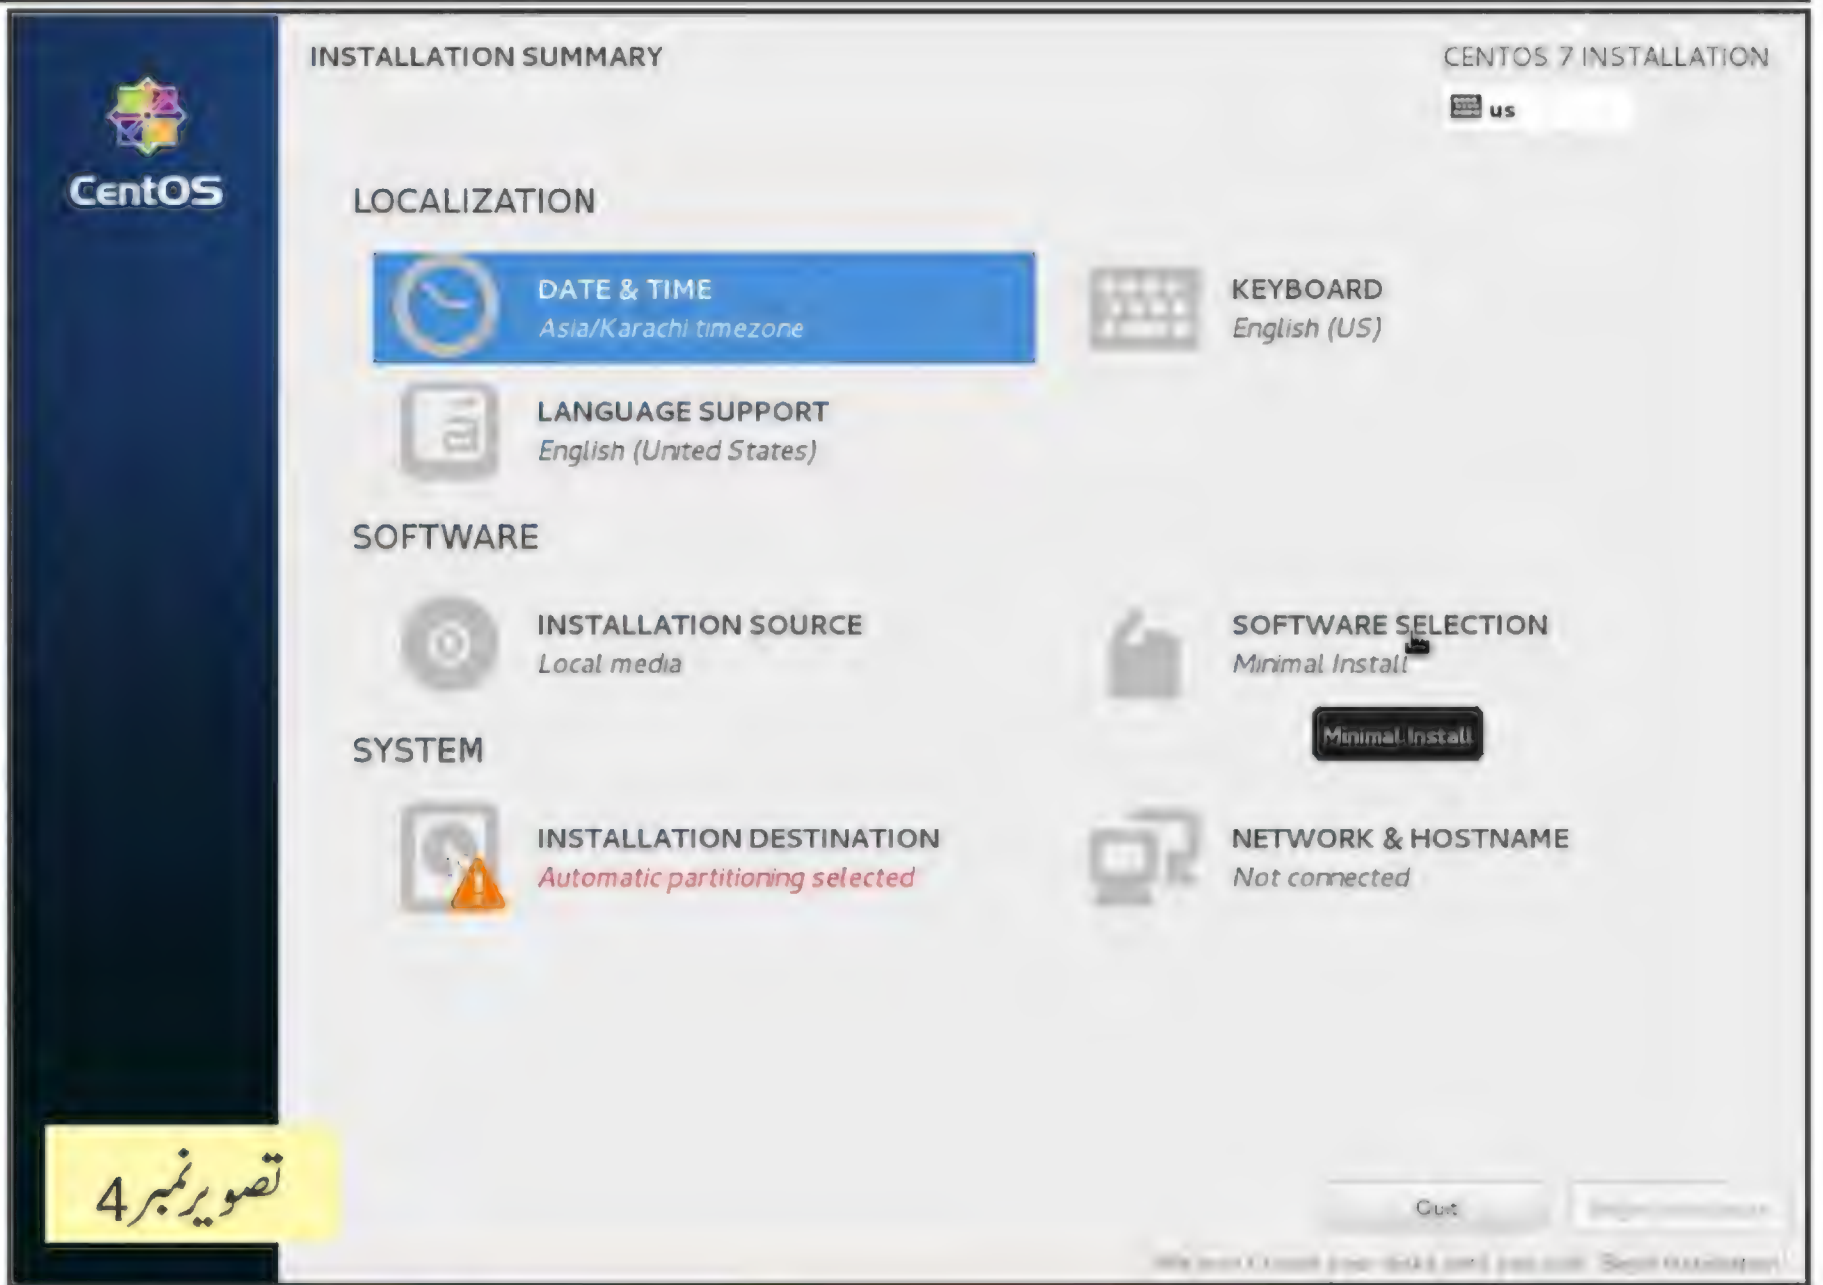 INSTALLATION SUMMARY
CENTOS 7 INSTALLATION
us
CentOS
LOCALIZATION
DATE & TIME
Asia/Karachi timezone
KEYBOARD
English (US)
LANGUAGE SUPPORT
English (United States)
SOFTWARE
INSTALLATION SOURCE
Local media
SOFTWARE SELECTION
Minimal Install
Minimal Install
SYSTEM
INSTALLATION DESTINATION
Automatic partitioning selected
NETWORK & HOSTNAME
Not connected
تصویر نمبر 4
Quit